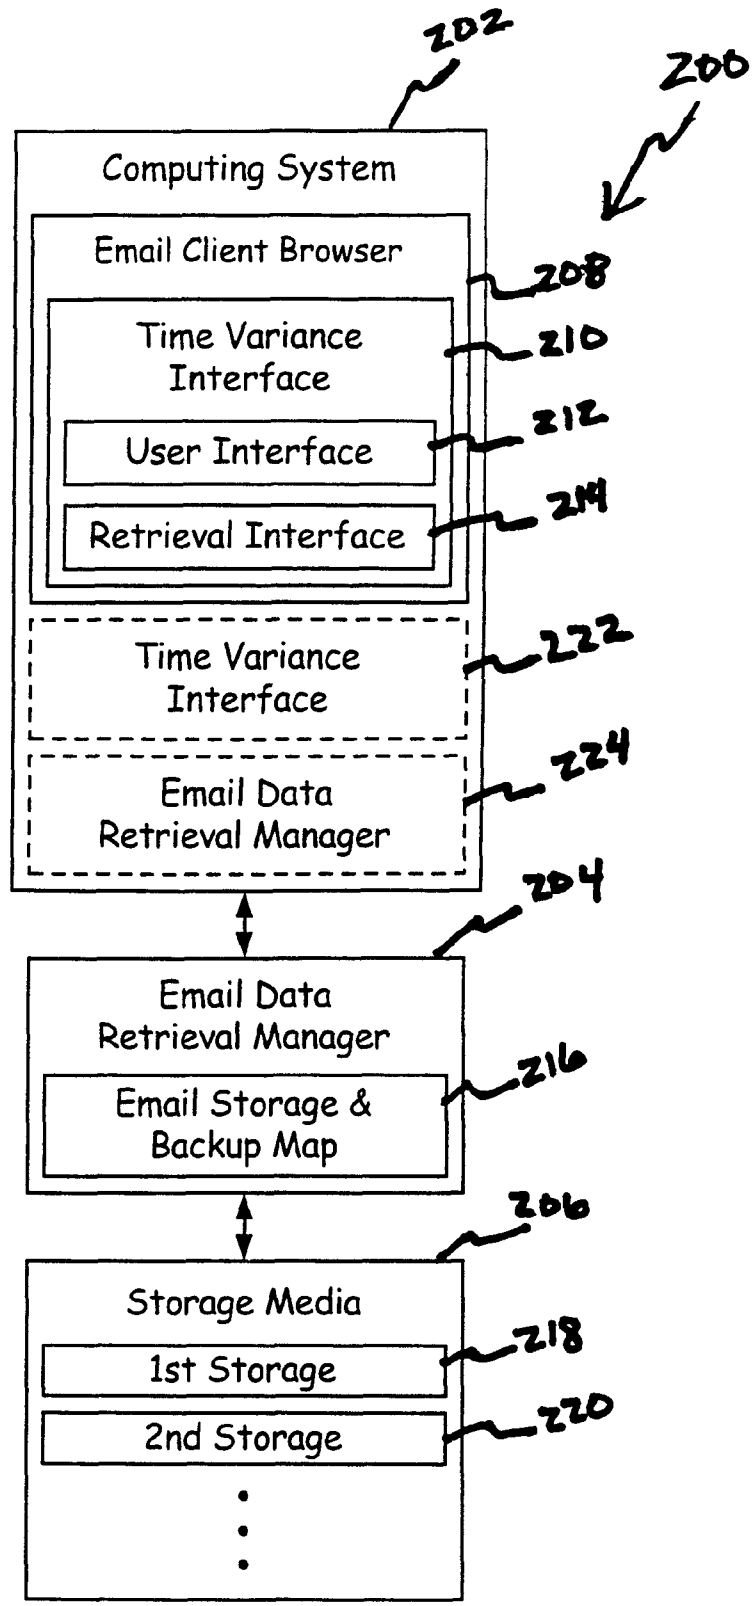 202
200
Computing System
Email Client Browser
208
Time Variance
Interface
210
User Interface
212
Retrieval Interface
214
Time Variance
Interface
222
Email Data
Retrieval Manager
224
204
Email Data
Retrieval Manager
Email Storage &
Backup Map
216
206
Storage Media
1st Storage
218
2nd Storage
220